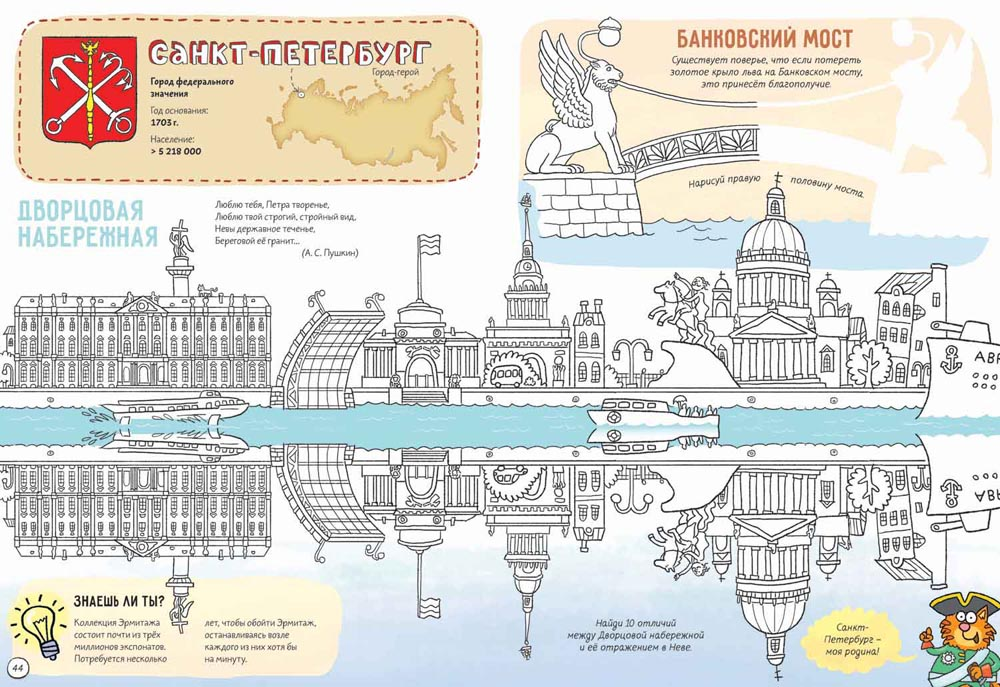 САНКТ-ПЕТЕРБУРГ
Город федерального
значения
Год основания:
1703 г.
Население:
> 5 218 000
Город-герой
БАНКОВСКИЙ МОСТ
Существует поверье, что если потереть
золотое крыло льва на Банковском мосту,
это принесёт благополучие.
Нарисуй правую половину моста.
ДВОРЦОВАЯ
НАБЕРЕЖНАЯ
Люблю тебя, Петра творенье,
Люблю твой строгий, стройный вид,
Невы державное теченье,
Береговой её гранит...
(А. С. Пушкин)
АВР
АВР
ЗНАЕШЬ ЛИ ТЫ?
Коллекция Эрмитажа
состоит почти из трёх
миллионов экспонатов.
Потребуется несколько
лет, чтобы обойти Эрмитаж,
останавливаясь возле
каждого из них хотя бы
на минуту.
Найди 10 отличий
между Дворцовой набережной
и её отражением в Неве.
Санкт-
Петербург –
моя родина!
44